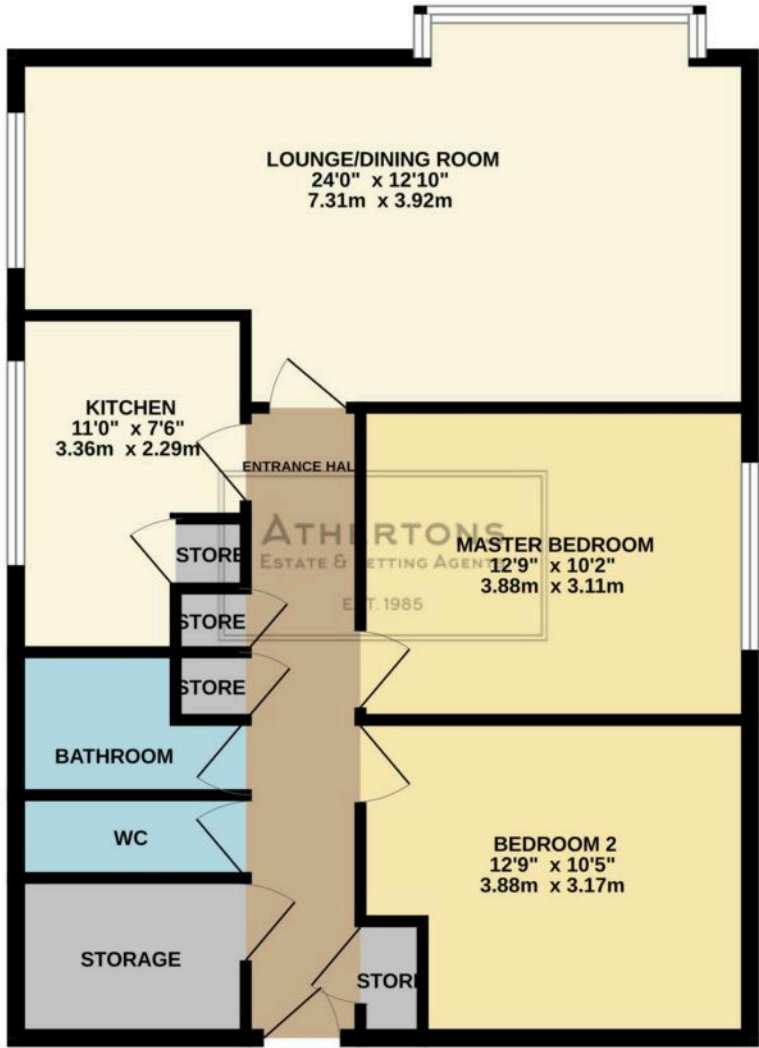 LOUNGE/DINING ROOM
24'0" x 12'10"
7.31m x 3.92m
KITCHEN
11'0" x 7'6"
3.36m x 2.29m
ENTRANCE HAL
ATHERTONS
ESTATE & LETTING AGENTS
EST. 1985
MASTER BEDROOM
12'9" x 10'2"
3.88m x 3.11m
STORE
STORE
STORE
BATHROOM
WC
BEDROOM 2
12'9" x 10'5"
3.88m x 3.17m
STORAGE
STORE